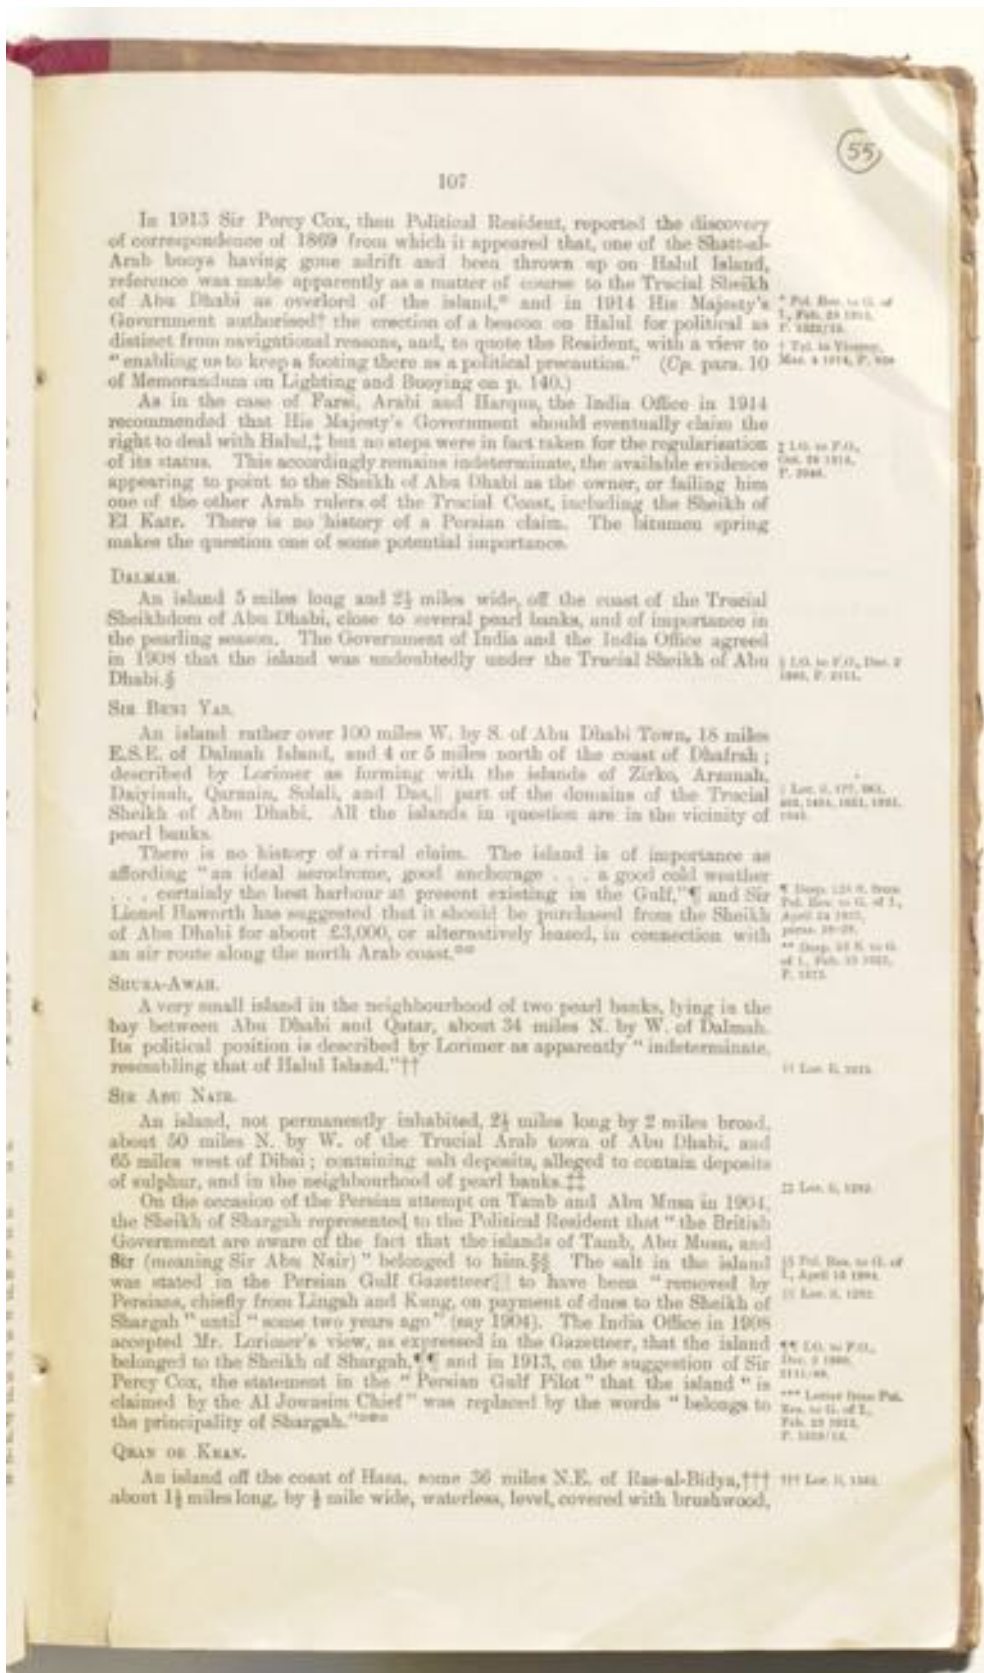 55
107
In 1913 Sir Percy Cox, then Political Resident, reported the discovery
of correspondence of 1869 from which it appeared that, one of the Shatt-al-
Arab buoys having gone adrift and been thrown up on Halul Island,
reference was made apparently as a matter of course to the Trucial Sheikh
of Abu Dhabi as overlord of the island,* and in 1914 His Majesty's
Government authorised† the erection of a beacon on Halul for political as
distinct from navigational reasons, and, to quote the Resident, with a view to
"enabling us to keep a footing there as a political precaution." (Cp. para. 10
of Memorandum on Lighting and Buoying on p. 140.)
As in the case of Farsi, Arabi and Harqus, the India Office in 1914
recommended that His Majesty's Government should eventually claim the
right to deal with Halul,‡ but no steps were in fact taken for the regularisation
of its status. This accordingly remains indeterminate, the available evidence
appearing to point to the Sheikh of Abu Dhabi as the owner, or failing him
one of the other Arab rulers of the Trucial Coast, including the Sheikh of
El Katr. There is no history of a Persian claim. The bitumen spring
makes the question one of some potential importance.
DALMAH.
An island 5 miles long and 2½ miles wide, off the coast of the Trucial
Sheikhdom of Abu Dhabi, close to several pearl banks, and of importance in
the pearling season. The Government of India and the India Office agreed
in 1908 that the island was undoubtedly under the Trucial Sheikh of Abu
Dhabi.§
SIR BENI YAS.
An island rather over 100 miles W. by S. of Abu Dhabi Town, 18 miles
E.S.E. of Dalmah Island, and 4 or 5 miles north of the coast of Dhafrah;
described by Lorimer as forming with the islands of Zirko, Arzanah,
Daiyinah, Qarnain, Solali, and Das,|| part of the domains of the Trucial
Sheikh of Abu Dhabi. All the islands in question are in the vicinity of
pearl banks.
There is no history of a rival claim. The island is of importance as
affording "an ideal aerodrome, good anchorage . . . a good cold weather
. . . certainly the best harbour at present existing in the Gulf,"¶ and Sir
Lionel Haworth has suggested that it should be purchased from the Sheikh
of Abu Dhabi for about £3,000, or alternatively leased, in connection with
an air route along the north Arab coast.**
SHURA-AWAH.
A very small island in the neighbourhood of two pearl banks, lying in the
bay between Abu Dhabi and Qatar, about 34 miles N. by W. of Dalmah.
Its political position is described by Lorimer as apparently "indeterminate,
resembling that of Halul Island."††
SIR ABU NAIR.
An island, not permanently inhabited, 2½ miles long by 2 miles broad,
about 50 miles N. by W. of the Trucial Arab town of Abu Dhabi, and
65 miles west of Dibai; containing salt deposits, alleged to contain deposits
of sulphur, and in the neighbourhood of pearl banks.‡‡
On the occasion of the Persian attempt on Tamb and Abu Musa in 1904,
the Sheikh of Shargah represented to the Political Resident that "the British
Government are aware of the fact that the islands of Tamb, Abu Musa, and
Sir (meaning Sir Abu Nair)" belonged to him.§§ The salt in the island
was stated in the Persian Gulf Gazetteer|||| to have been "removed by
Persians, chiefly from Lingah and Kung, on payment of dues to the Sheikh of
Shargah" until "some two years ago" (say 1904). The India Office in 1908
accepted Mr. Lorimer's view, as expressed in the Gazetteer, that the island
belonged to the Sheikh of Shargah,¶¶ and in 1913, on the suggestion of Sir
Percy Cox, the statement in the "Persian Gulf Pilot" that the island "is
claimed by the Al Jowasim Chief" was replaced by the words "belongs to
the principality of Shargah."***
QRAN OR KRAN.
An island off the coast of Hasa, some 36 miles N.E. of Ras-al-Bidya,†††
about 1¼ miles long, by ½ mile wide, waterless, level, covered with brushwood,
* Pol. Res. to G. of
‡ I.O. to F.O.,
§ I.O. to F.O., Dec.
Pol. Res. to G. of I.,
§§ Pol. Res. to G. of
I., April
¶¶ I.O. to F.O.,
*** Letter from Pol.
Res. to G. of I.,